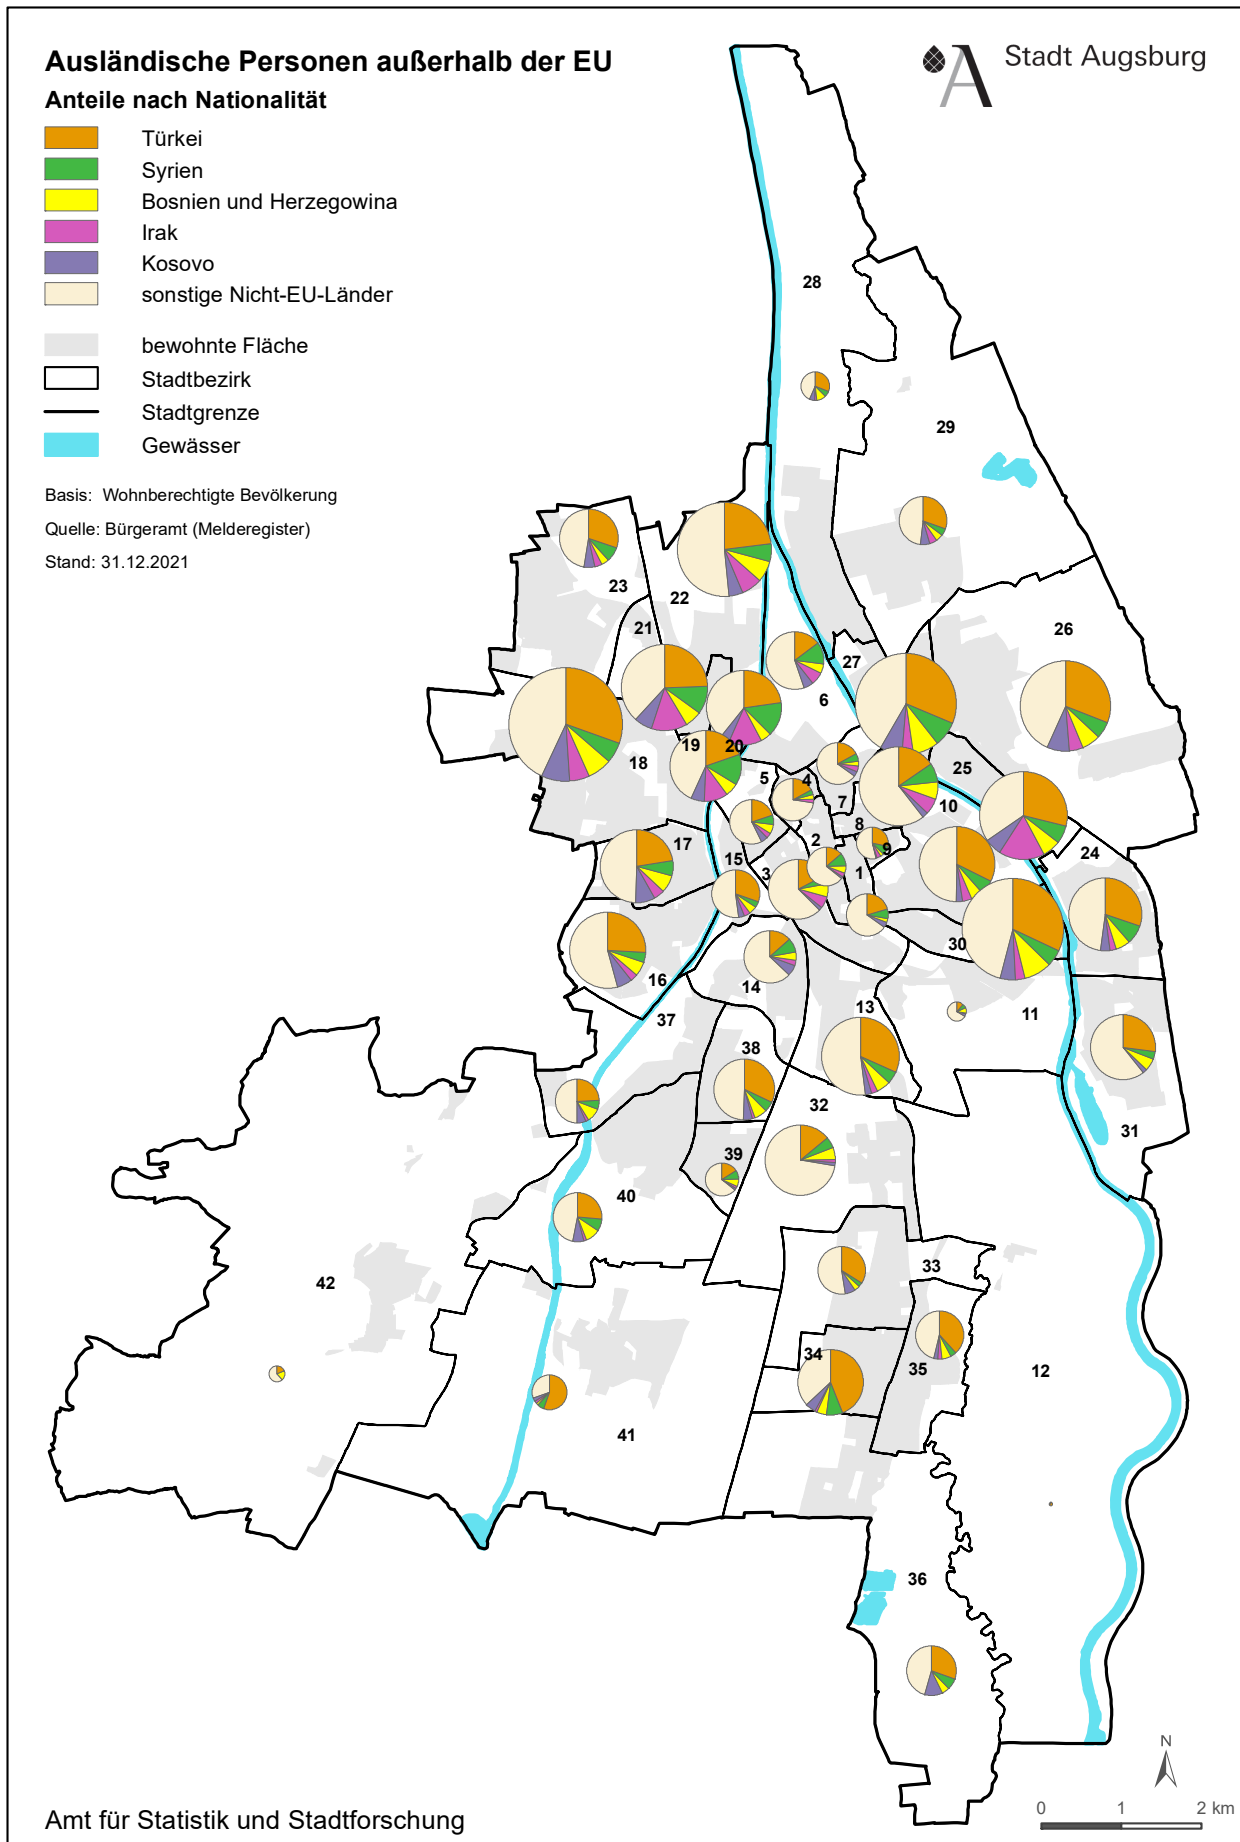 Ausländische Personen außerhalb der EU
Anteile nach Nationalität
Türkei
Syrien
Bosnien und Herzegowina
Irak
Kosovo
sonstige Nicht-EU-Länder
bewohnte Fläche
Stadtbezirk
Stadtgrenze
Gewässer
Basis: Wohnberechtigte Bevölkerung
Quelle: Bürgeramt (Melderegister)
Stand: 31.12.2021
A Stadt Augsburg
28
29
23
22
21
26
27
6
19
20
18
5
4
7
25
10
8
2
9
17
15
3
1
24
30
16
14
37
13
11
38
32
31
39
40
42
33
34
35
12
41
36
N
0 1 2 km
Amt für Statistik und Stadtforschung